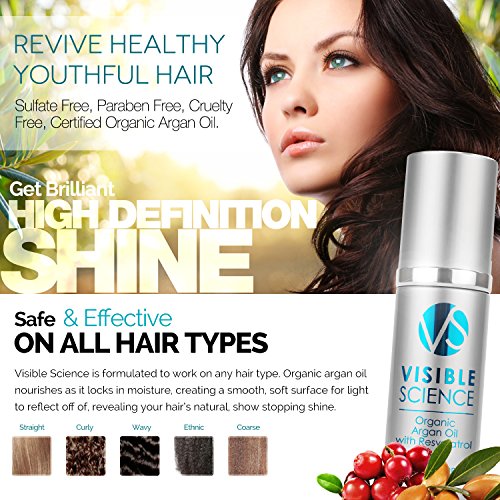 REVIVE HEALTHY
YOUTHFUL HAIR
Sulfate Free, Paraben Free, Cruelty
Free, Certified Organic Argan Oil.
Get Brilliant
HIGH DEFINITION
SHINE
Safe & Effective
ON ALL HAIR TYPES
Visible Science is formulated to work on any hair type. Organic argan oil
nourishes as it locks in moisture, creating a smooth, soft surface for light
to reflect off of, revealing your hair's natural, show stopping shine.
Straight Curly Wavy Ethnic Coarse
VS
VISIBLE
SCIENCE
Organic
Argan Oil
with Resveratrol